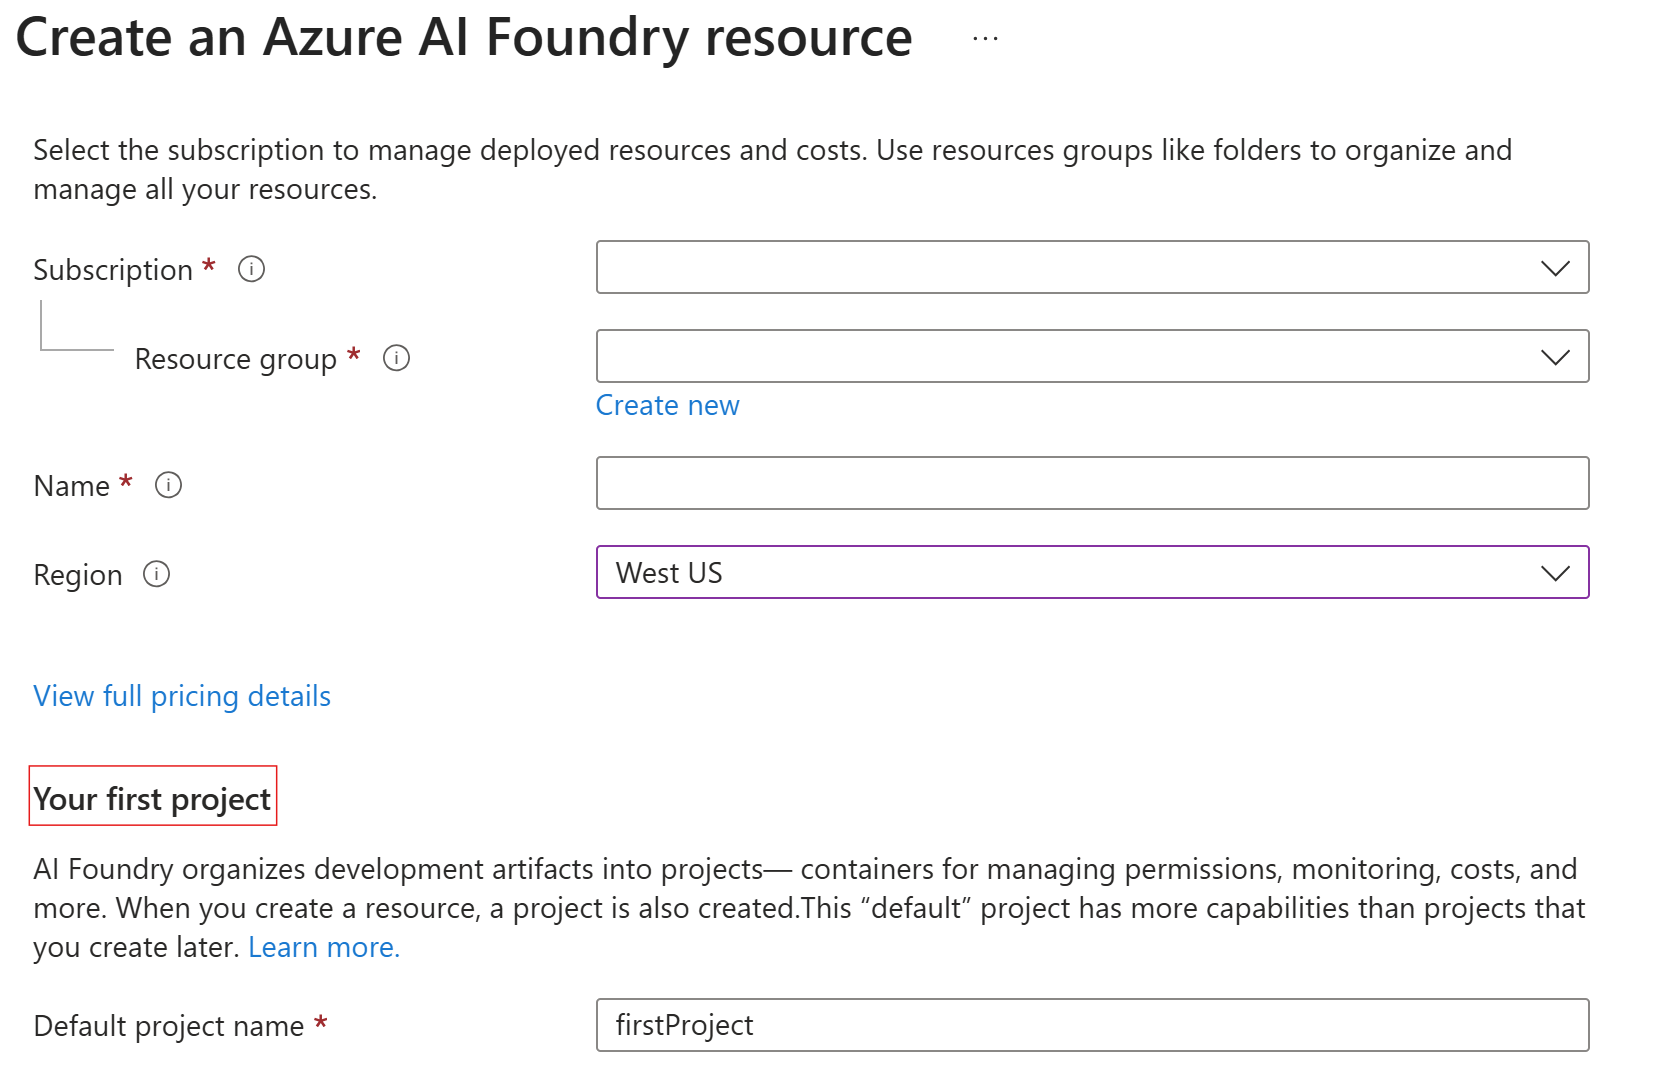 Create an Azure AI Foundry resource ...
Select the subscription to manage deployed resources and costs. Use resources groups like folders to organize and
manage all your resources.
Subscription *
Resource group *
Create new
Name *
Region
West US
View full pricing details
Your first project
AI Foundry organizes development artifacts into projects— containers for managing permissions, monitoring, costs, and
more. When you create a resource, a project is also created.This “default” project has more capabilities than projects that
you create later. Learn more.
Default project name *
firstProject